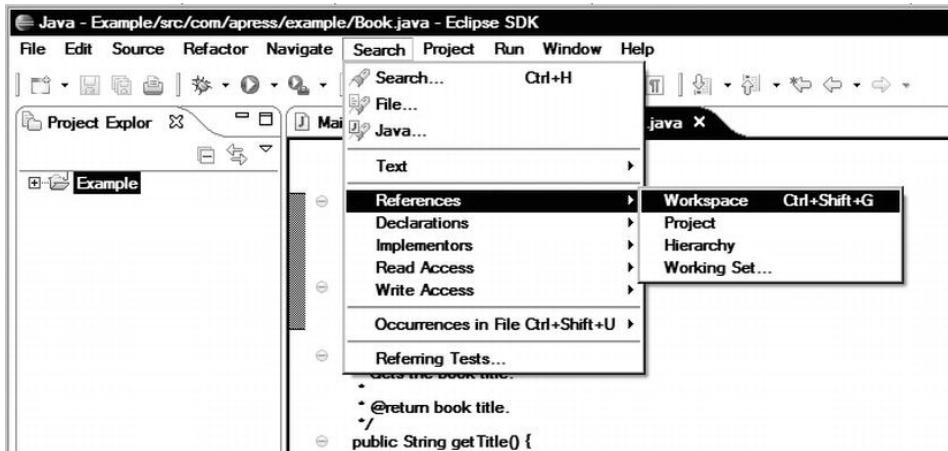 Java - Example/src/com/apress/example/Book.java - Eclipse SDK
File Edit Source Refactor Navigate Search Project Run Window Help
Search... Ctrl+H
File...
Java...
Text
References
Declarations
Implementors
Read Access
Write Access
Occurrences in File Ctrl+Shift+U
Referring Tests...
Workspace Ctrl+Shift+G
Project
Hierarchy
Working Set...
Project Explor
Example
Mai
.java
*
* @return book title.
*/
public String getTitle() {